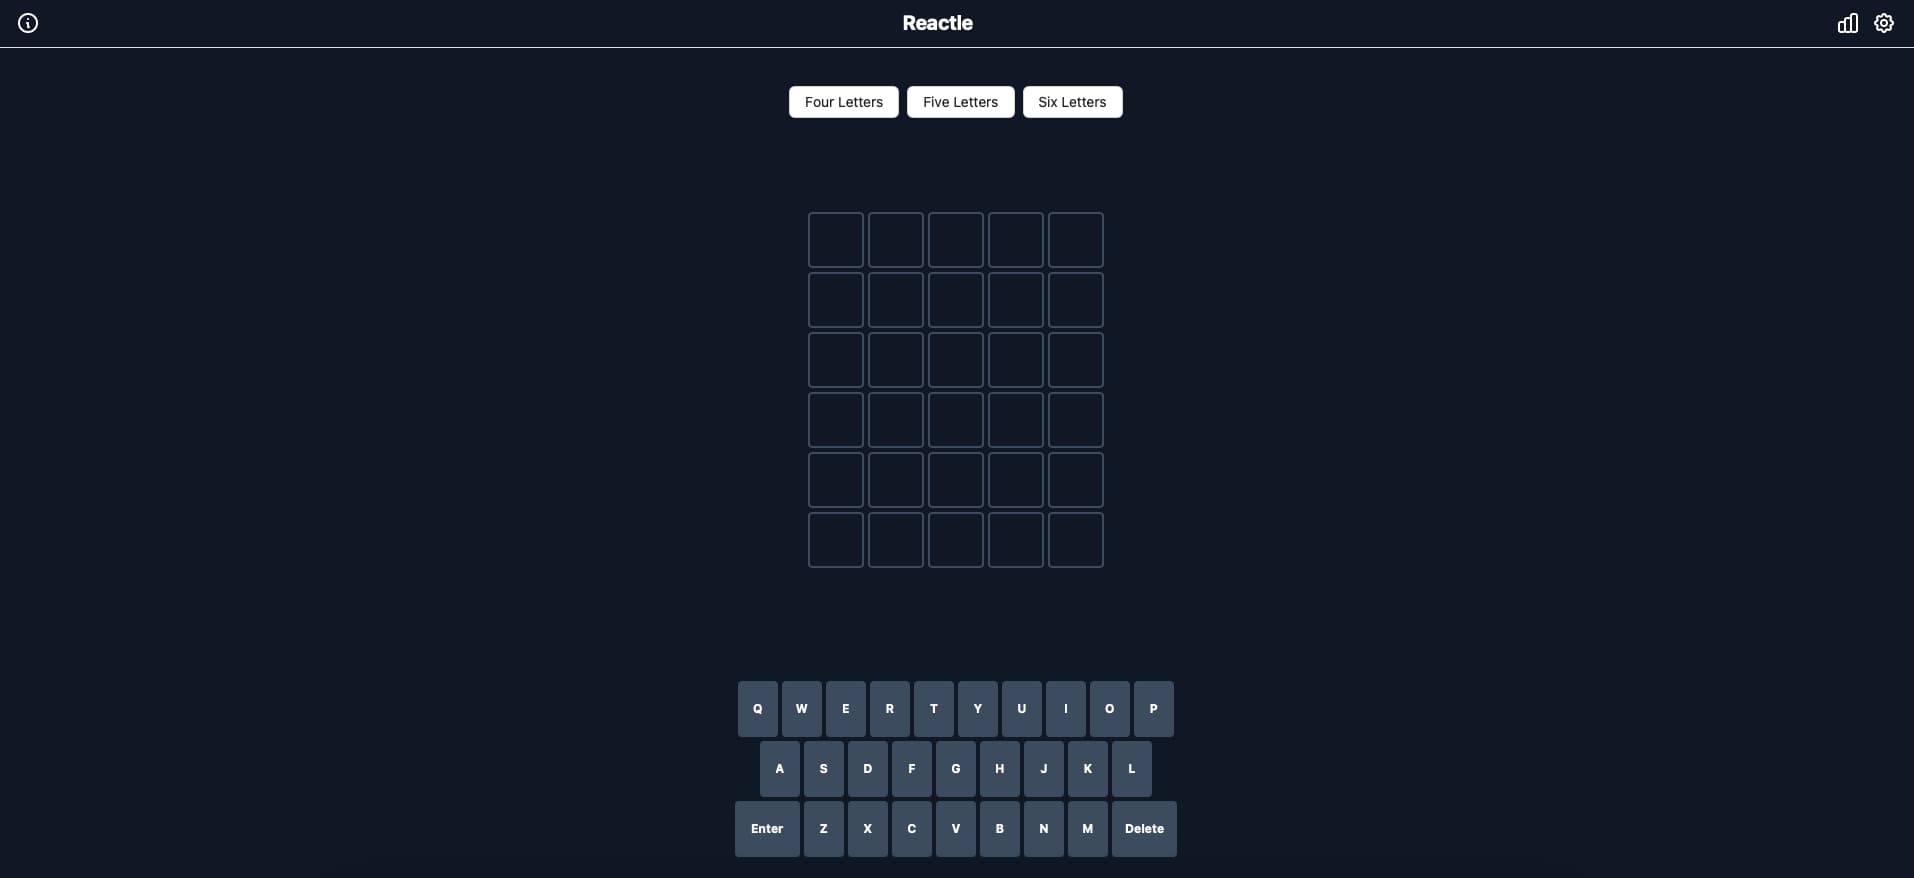 Reactle
Four Letters Five Letters Six Letters
Q W E R T Y U I O P
A S D F G H J K L
Enter Z X C V B N M Delete